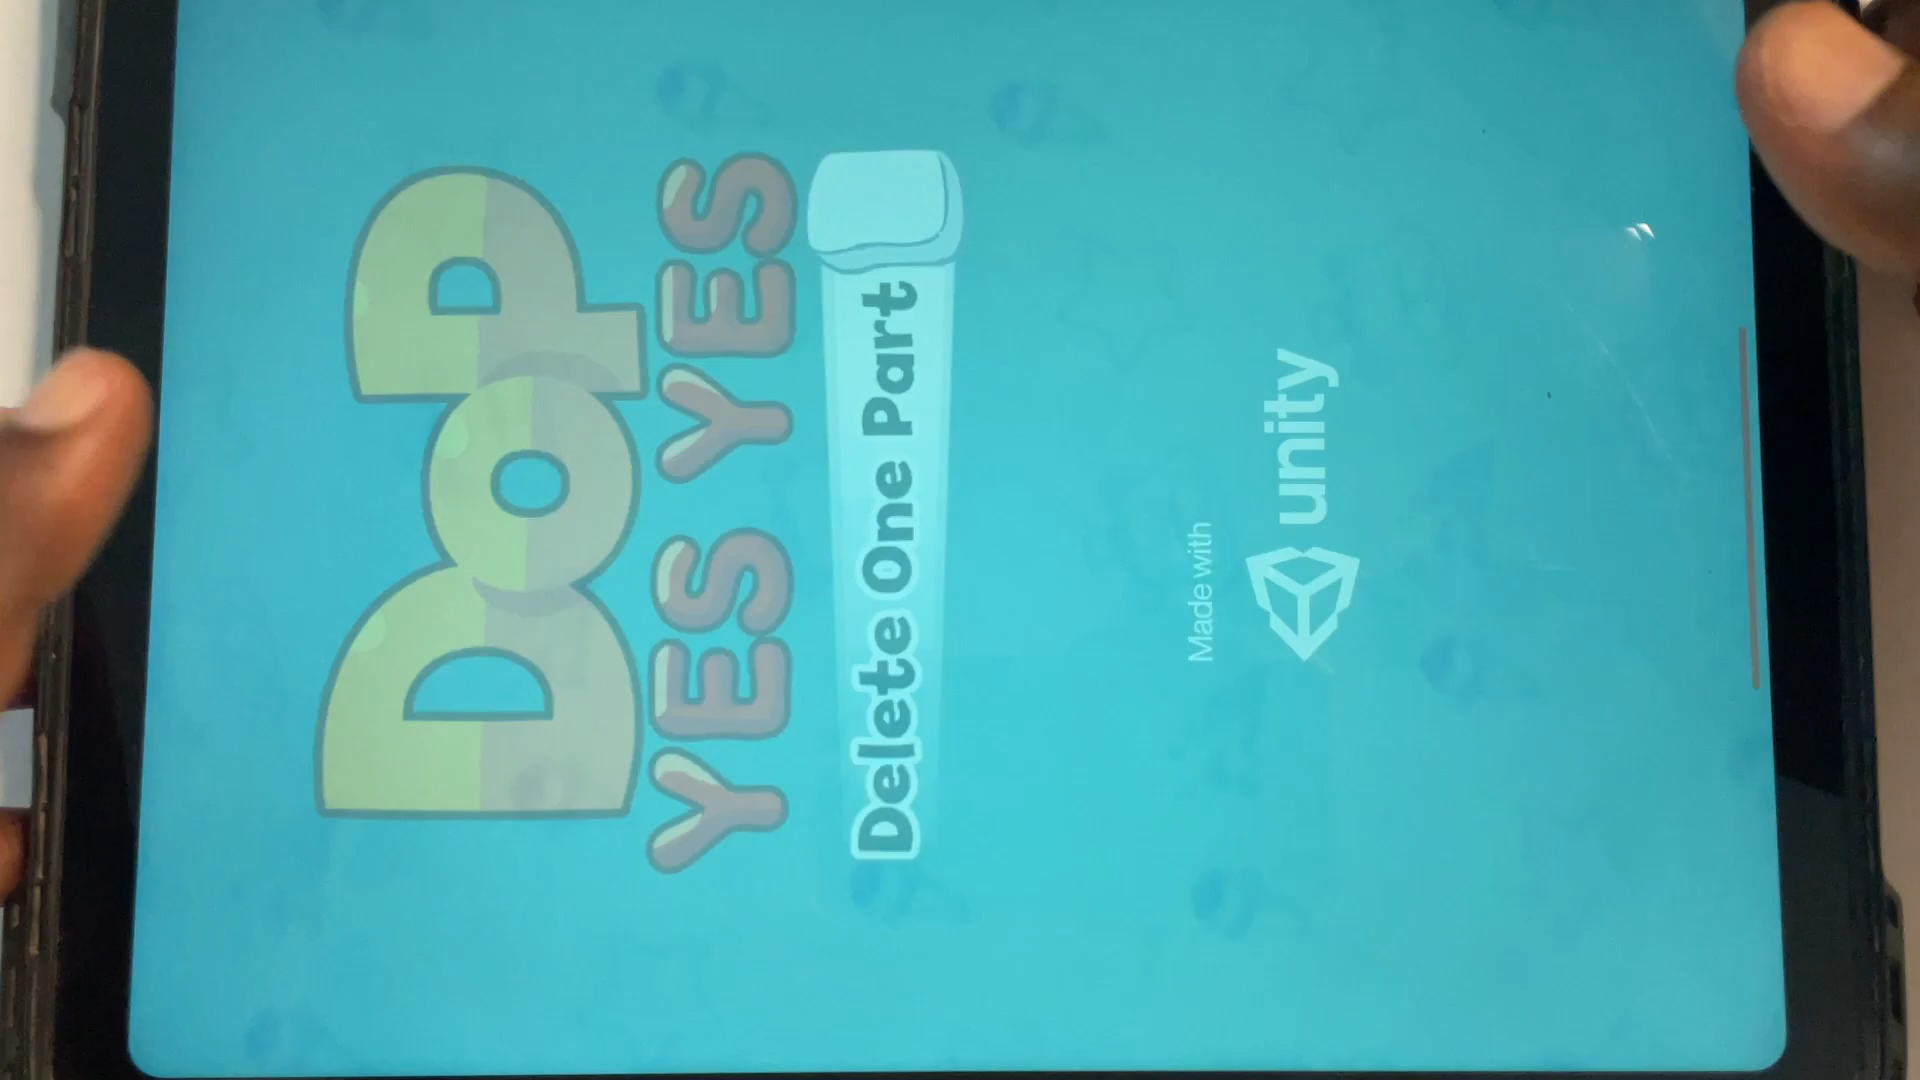 DOP
YES YES
Delete One Part
Made with
unity